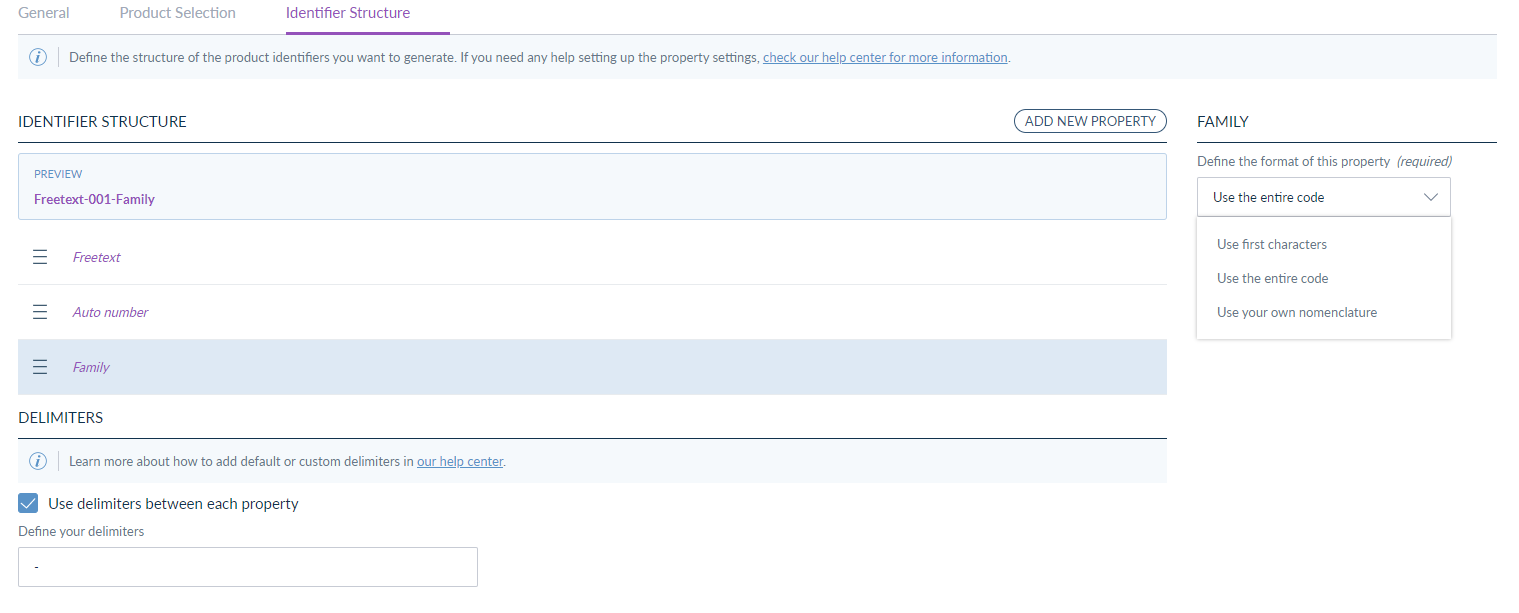 General
Product Selection
Identifier Structure
i
Define the structure of the product identifiers you want to generate. If you need any help setting up the property settings, check our help center for more information.
IDENTIFIER STRUCTURE
ADD NEW PROPERTY
PREVIEW
Freetext-001-Family
Freetext
Auto number
Family
DELIMITERS
i
Learn more about how to add default or custom delimiters in our help center.
Use delimiters between each property
Define your delimiters
-
FAMILY
Define the format of this property (required)
Use the entire code
Use first characters
Use the entire code
Use your own nomenclature